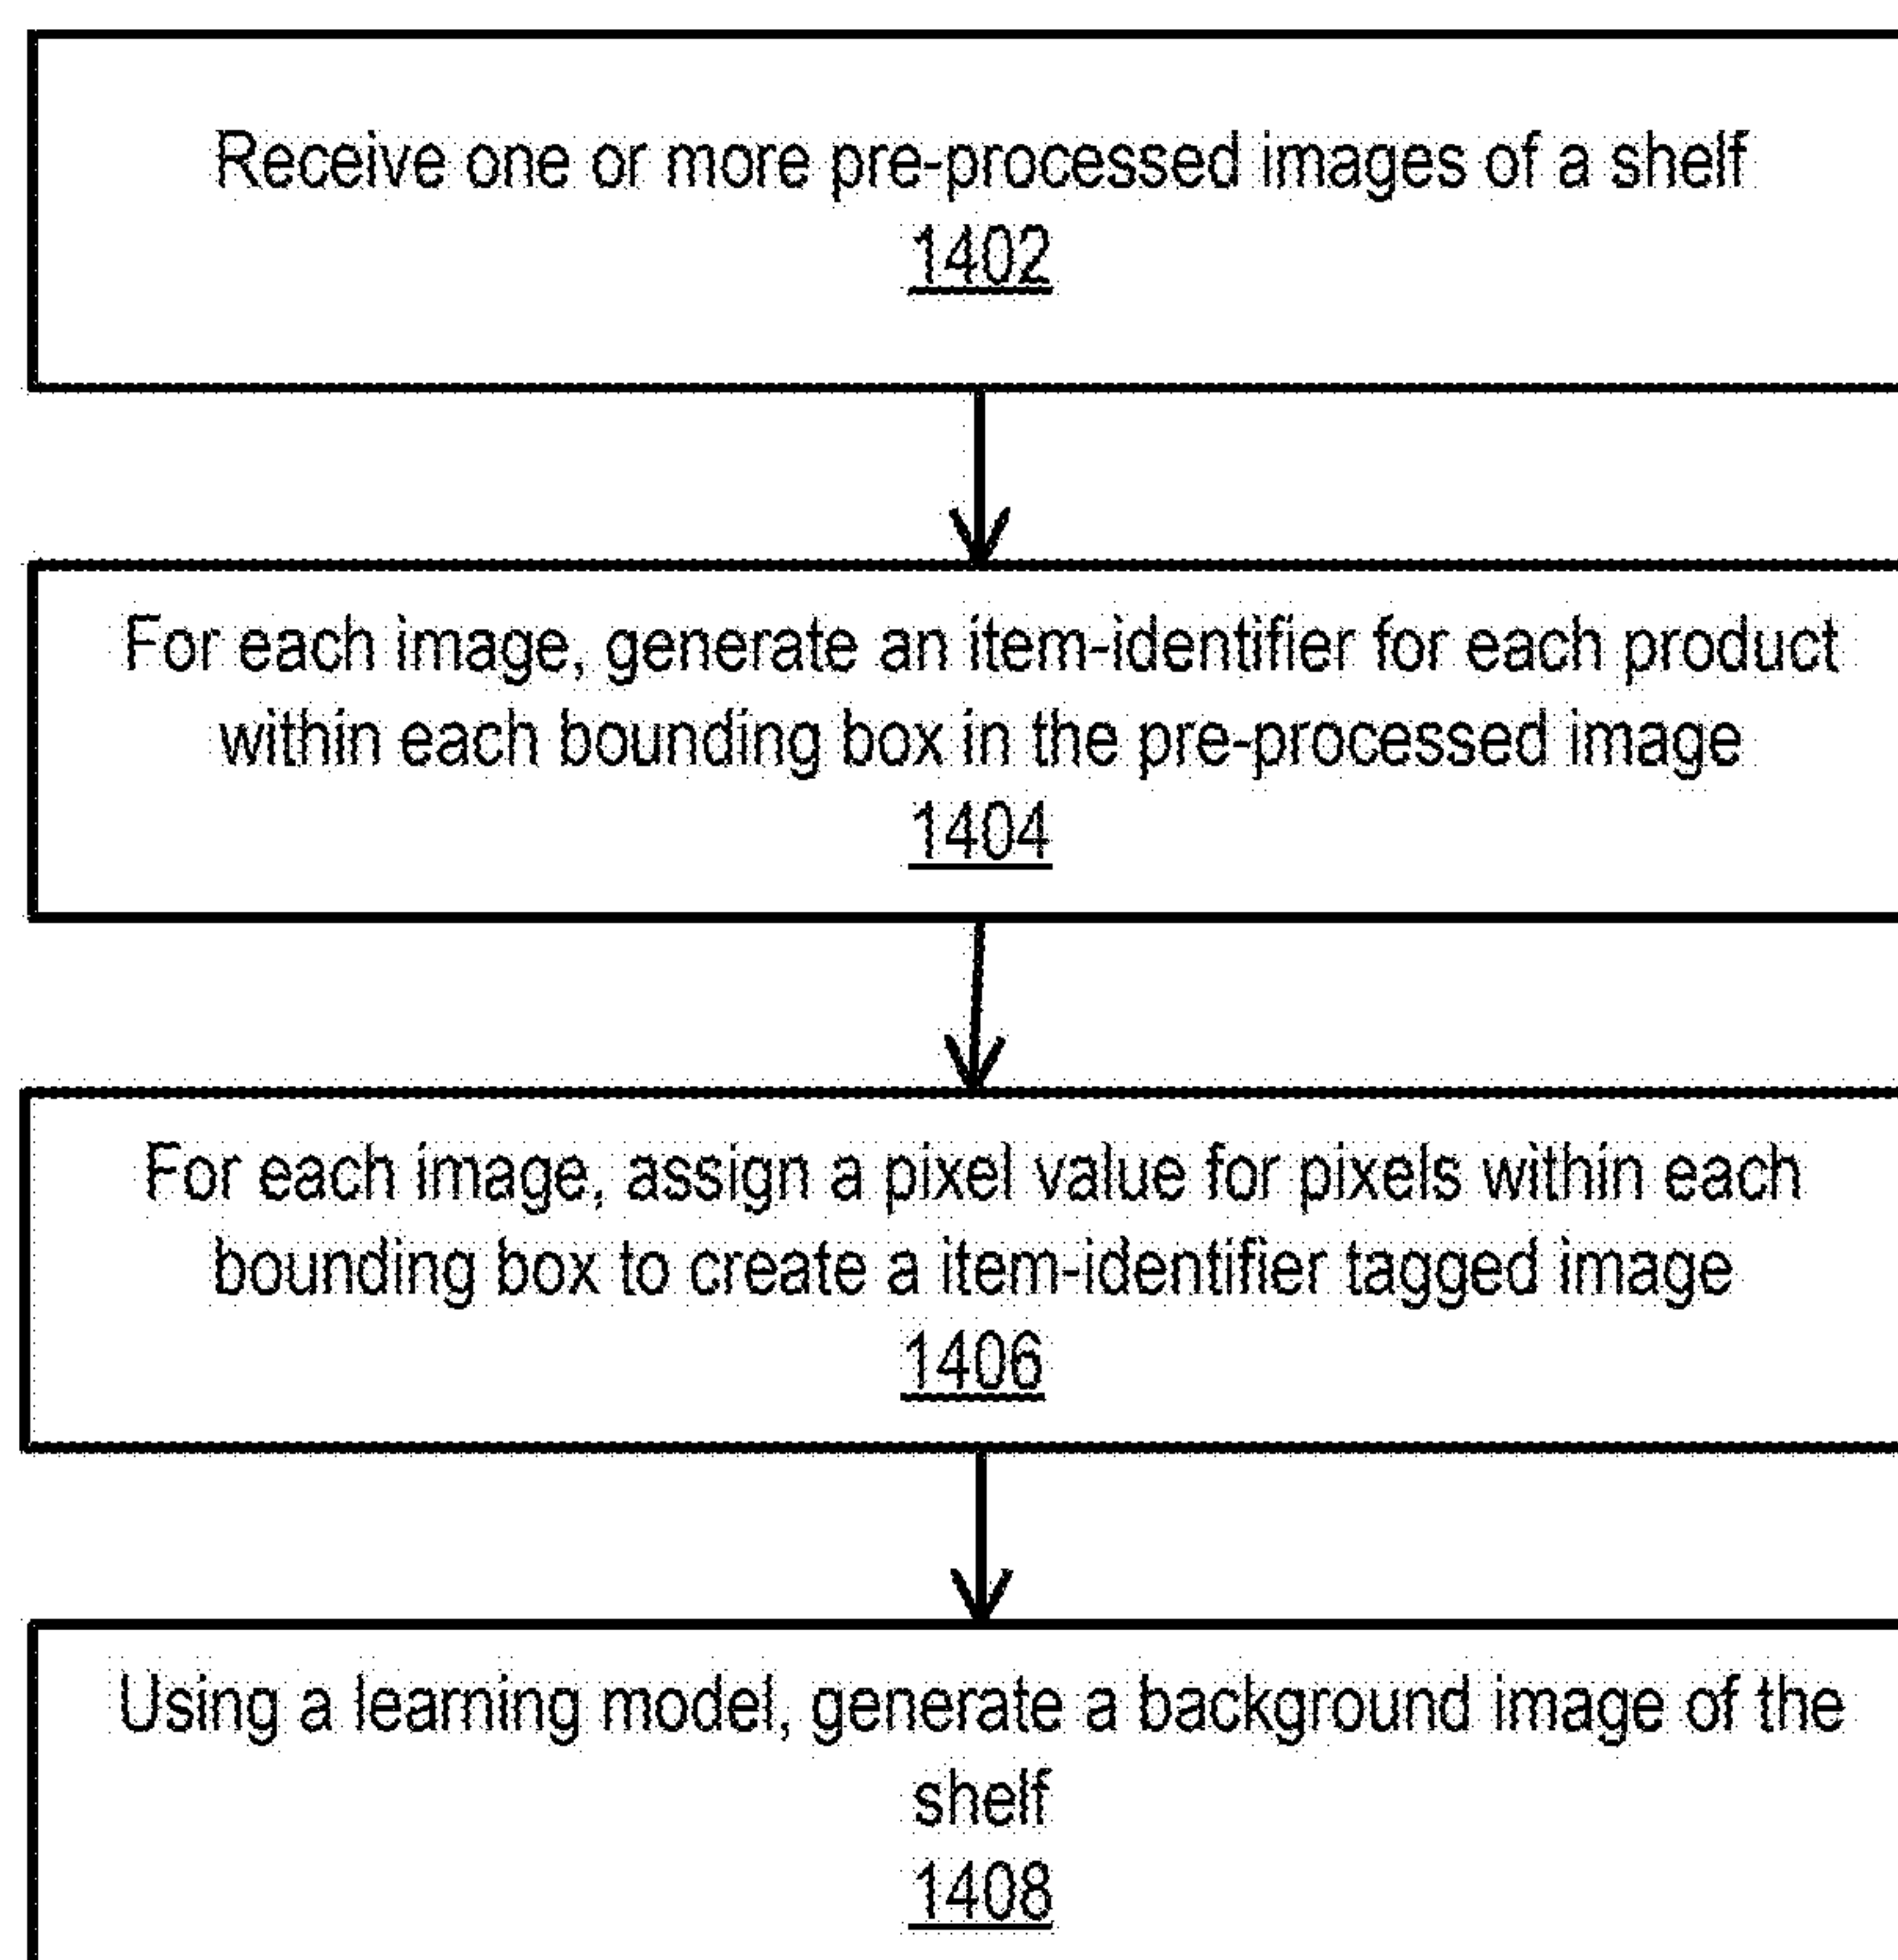 Receive one or more pre-processed images of a shelf
1402
For each image, generate an item-identifier for each product
within each bounding box in the pre-processed image
1404
For each image, assign a pixel value for pixels within each
bounding box to create a item-identifier tagged image
1406
Using a learning model, generate a background image of the
shelf
1408